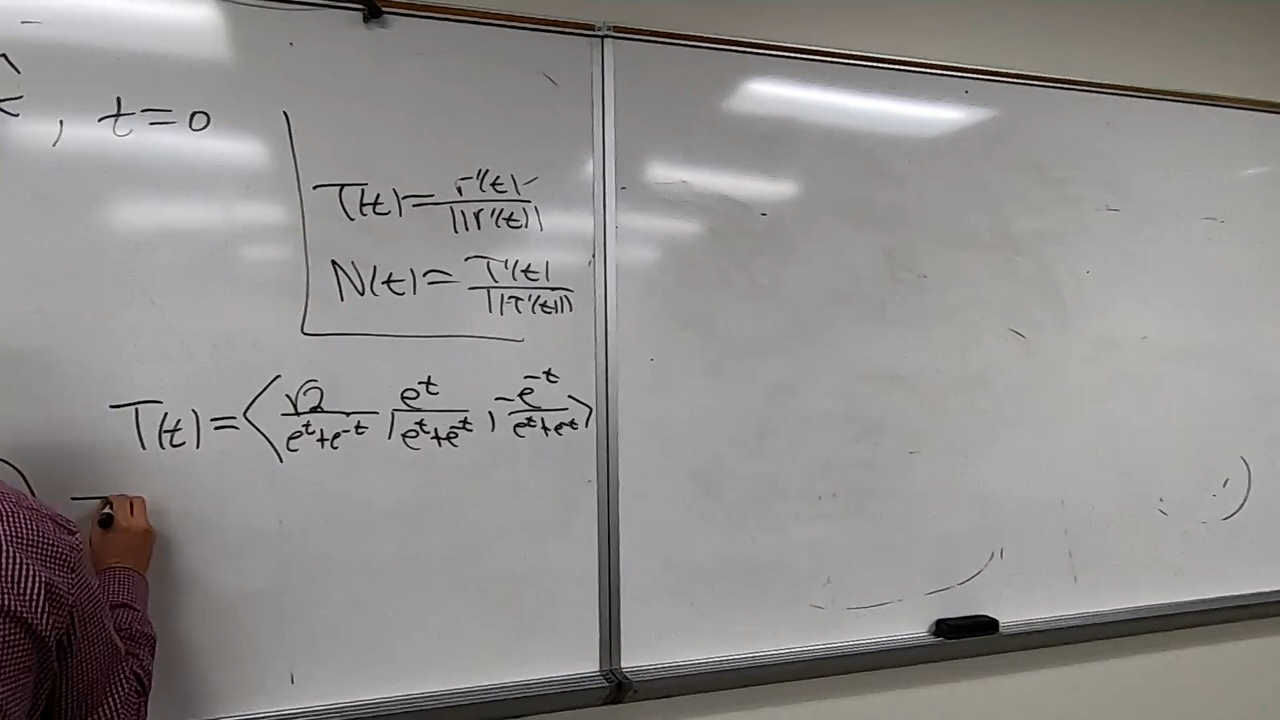 , t=0
T(t)=r'(t)/||r'(t)||
N(t)=T'(t)/||T'(t)||
T(t)=⟨√2/(e^t+e^-t), e^t/(e^t+e^-t), -e^-t/(e^t+e^-t)⟩